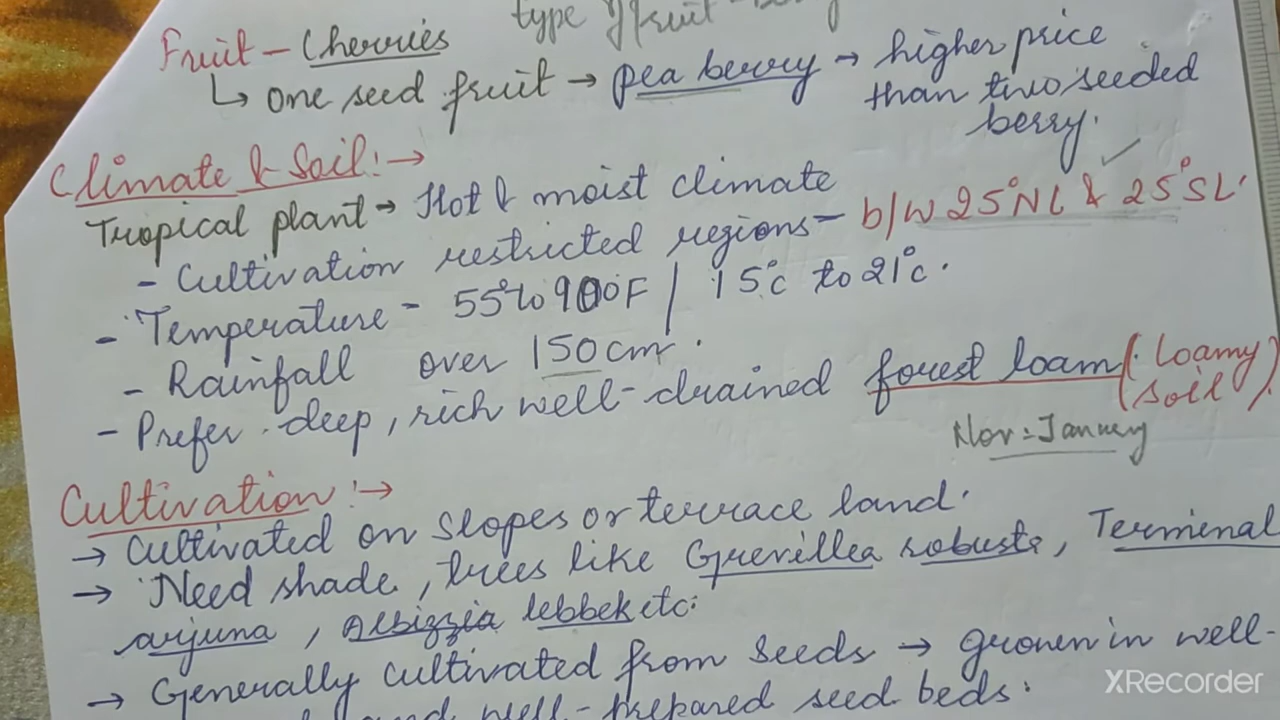 type of fruit-
Fruit - Cherries
↳ one seed fruit → pea berry → higher price
than two seeded
berry.
Climate & Soil:→
Tropical plant → Hot & moist climate
- Cultivation restricted regions - b/w 25°NL & 25°SL.
- Temperature - 55° to 90°F / 15°c to 21°c.
- Rainfall over 150 cm.
- Prefer deep, rich well-drained forest loam (Loamy
soil).
Nov - January
Cultivation:→
→ Cultivated on slopes or terrace land.
→ Need shade, trees like Grevillea robusta, Terminal
arjuna, Albizzia lebbek etc.
→ Generally cultivated from seeds → grown in well-
well-prepared seed beds.
XRecorder